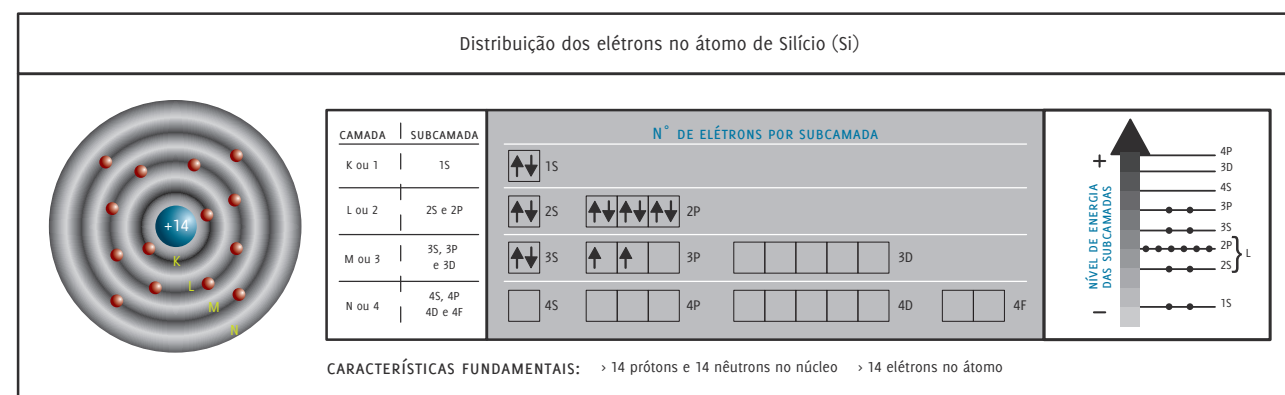 Distribuição dos elétrons no átomo de Silício (Si)
+14
K
L
M
N
CAMADA SUBCAMADA N° DE ELÉTRONS POR SUBCAMADA
K ou 1 1S 1S
L ou 2 2S e 2P 2S 2P
M ou 3 3S, 3P
e 3D 3S 3P 3D
N ou 4 4S, 4P
4D e 4F 4S 4P 4D 4F
NÍVEL DE ENERGIA
DAS SUBCAMADAS
+
−
4P
3D
4S
3P
3S
2P
2S
L
1S
CARACTERÍSTICAS FUNDAMENTAIS: › 14 prótons e 14 nêutrons no núcleo › 14 elétrons no átomo